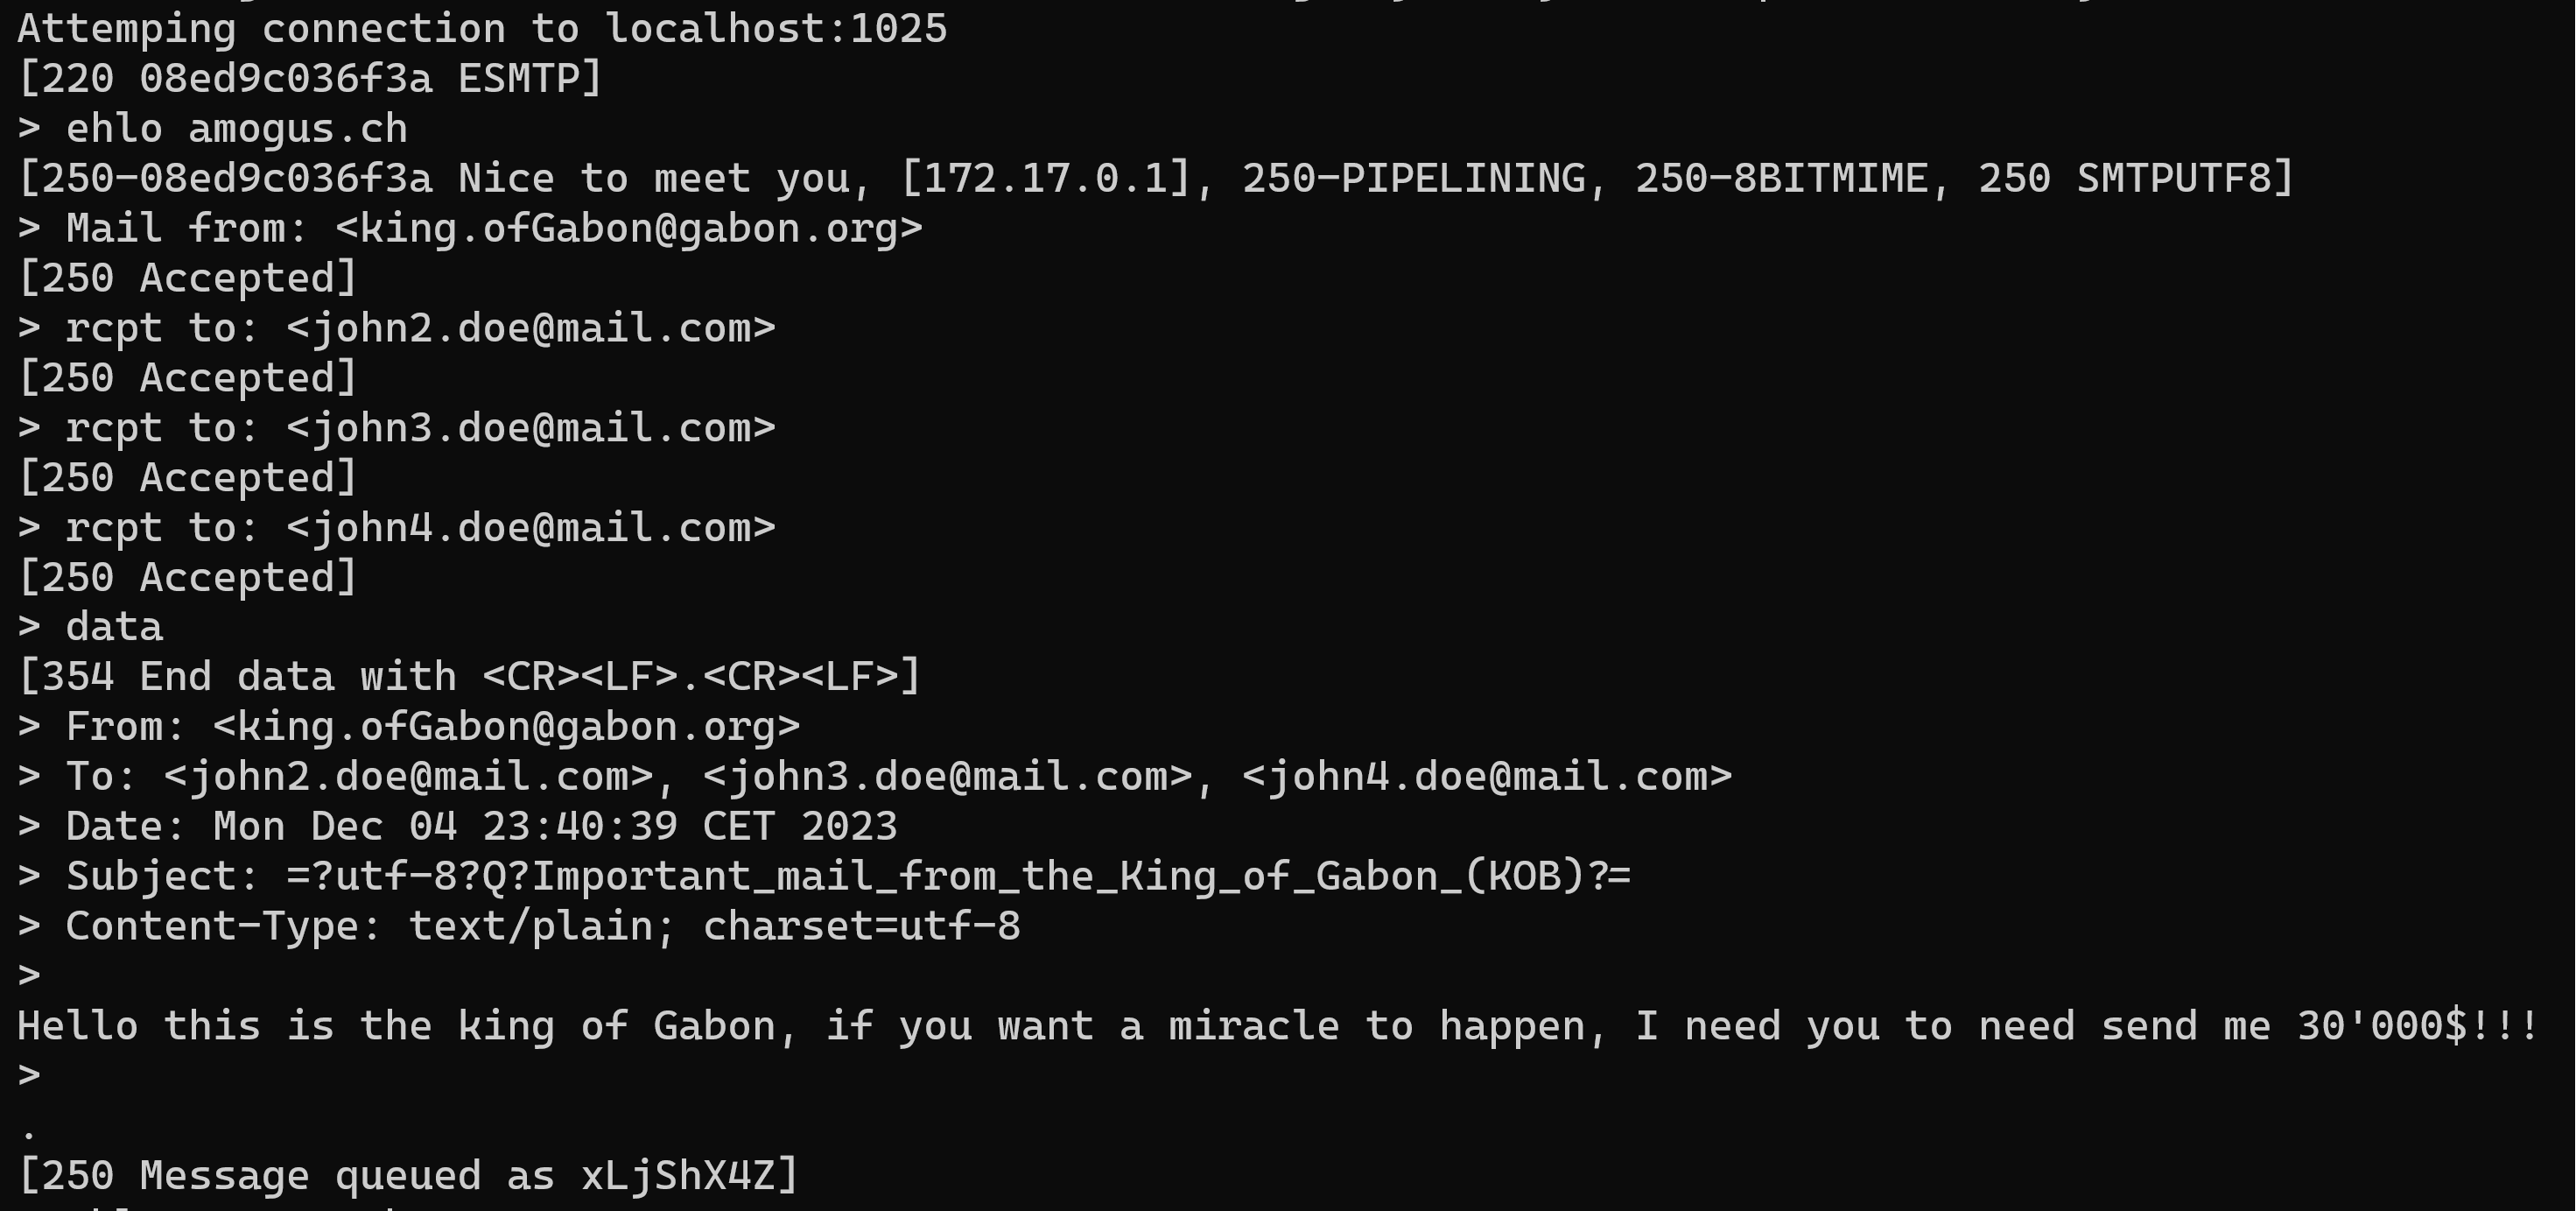 Attemping connection to localhost:1025
[220 08ed9c036f3a ESMTP]
> ehlo amogus.ch
[250-08ed9c036f3a Nice to meet you, [172.17.0.1], 250-PIPELINING, 250-8BITMIME, 250 SMTPUTF8]
> Mail from: <king.ofGabon@gabon.org>
[250 Accepted]
> rcpt to: <john2.doe@mail.com>
[250 Accepted]
> rcpt to: <john3.doe@mail.com>
[250 Accepted]
> rcpt to: <john4.doe@mail.com>
[250 Accepted]
> data
[354 End data with <CR><LF>.<CR><LF>]
> From: <king.ofGabon@gabon.org>
> To: <john2.doe@mail.com>, <john3.doe@mail.com>, <john4.doe@mail.com>
> Date: Mon Dec 04 23:40:39 CET 2023
> Subject: =?utf-8?Q?Important_mail_from_the_King_of_Gabon_(KOB)?=
> Content-Type: text/plain; charset=utf-8
>
Hello this is the king of Gabon, if you want a miracle to happen, I need you to need send me 30'000$!!!
>
.
[250 Message queued as xLjShX4Z]